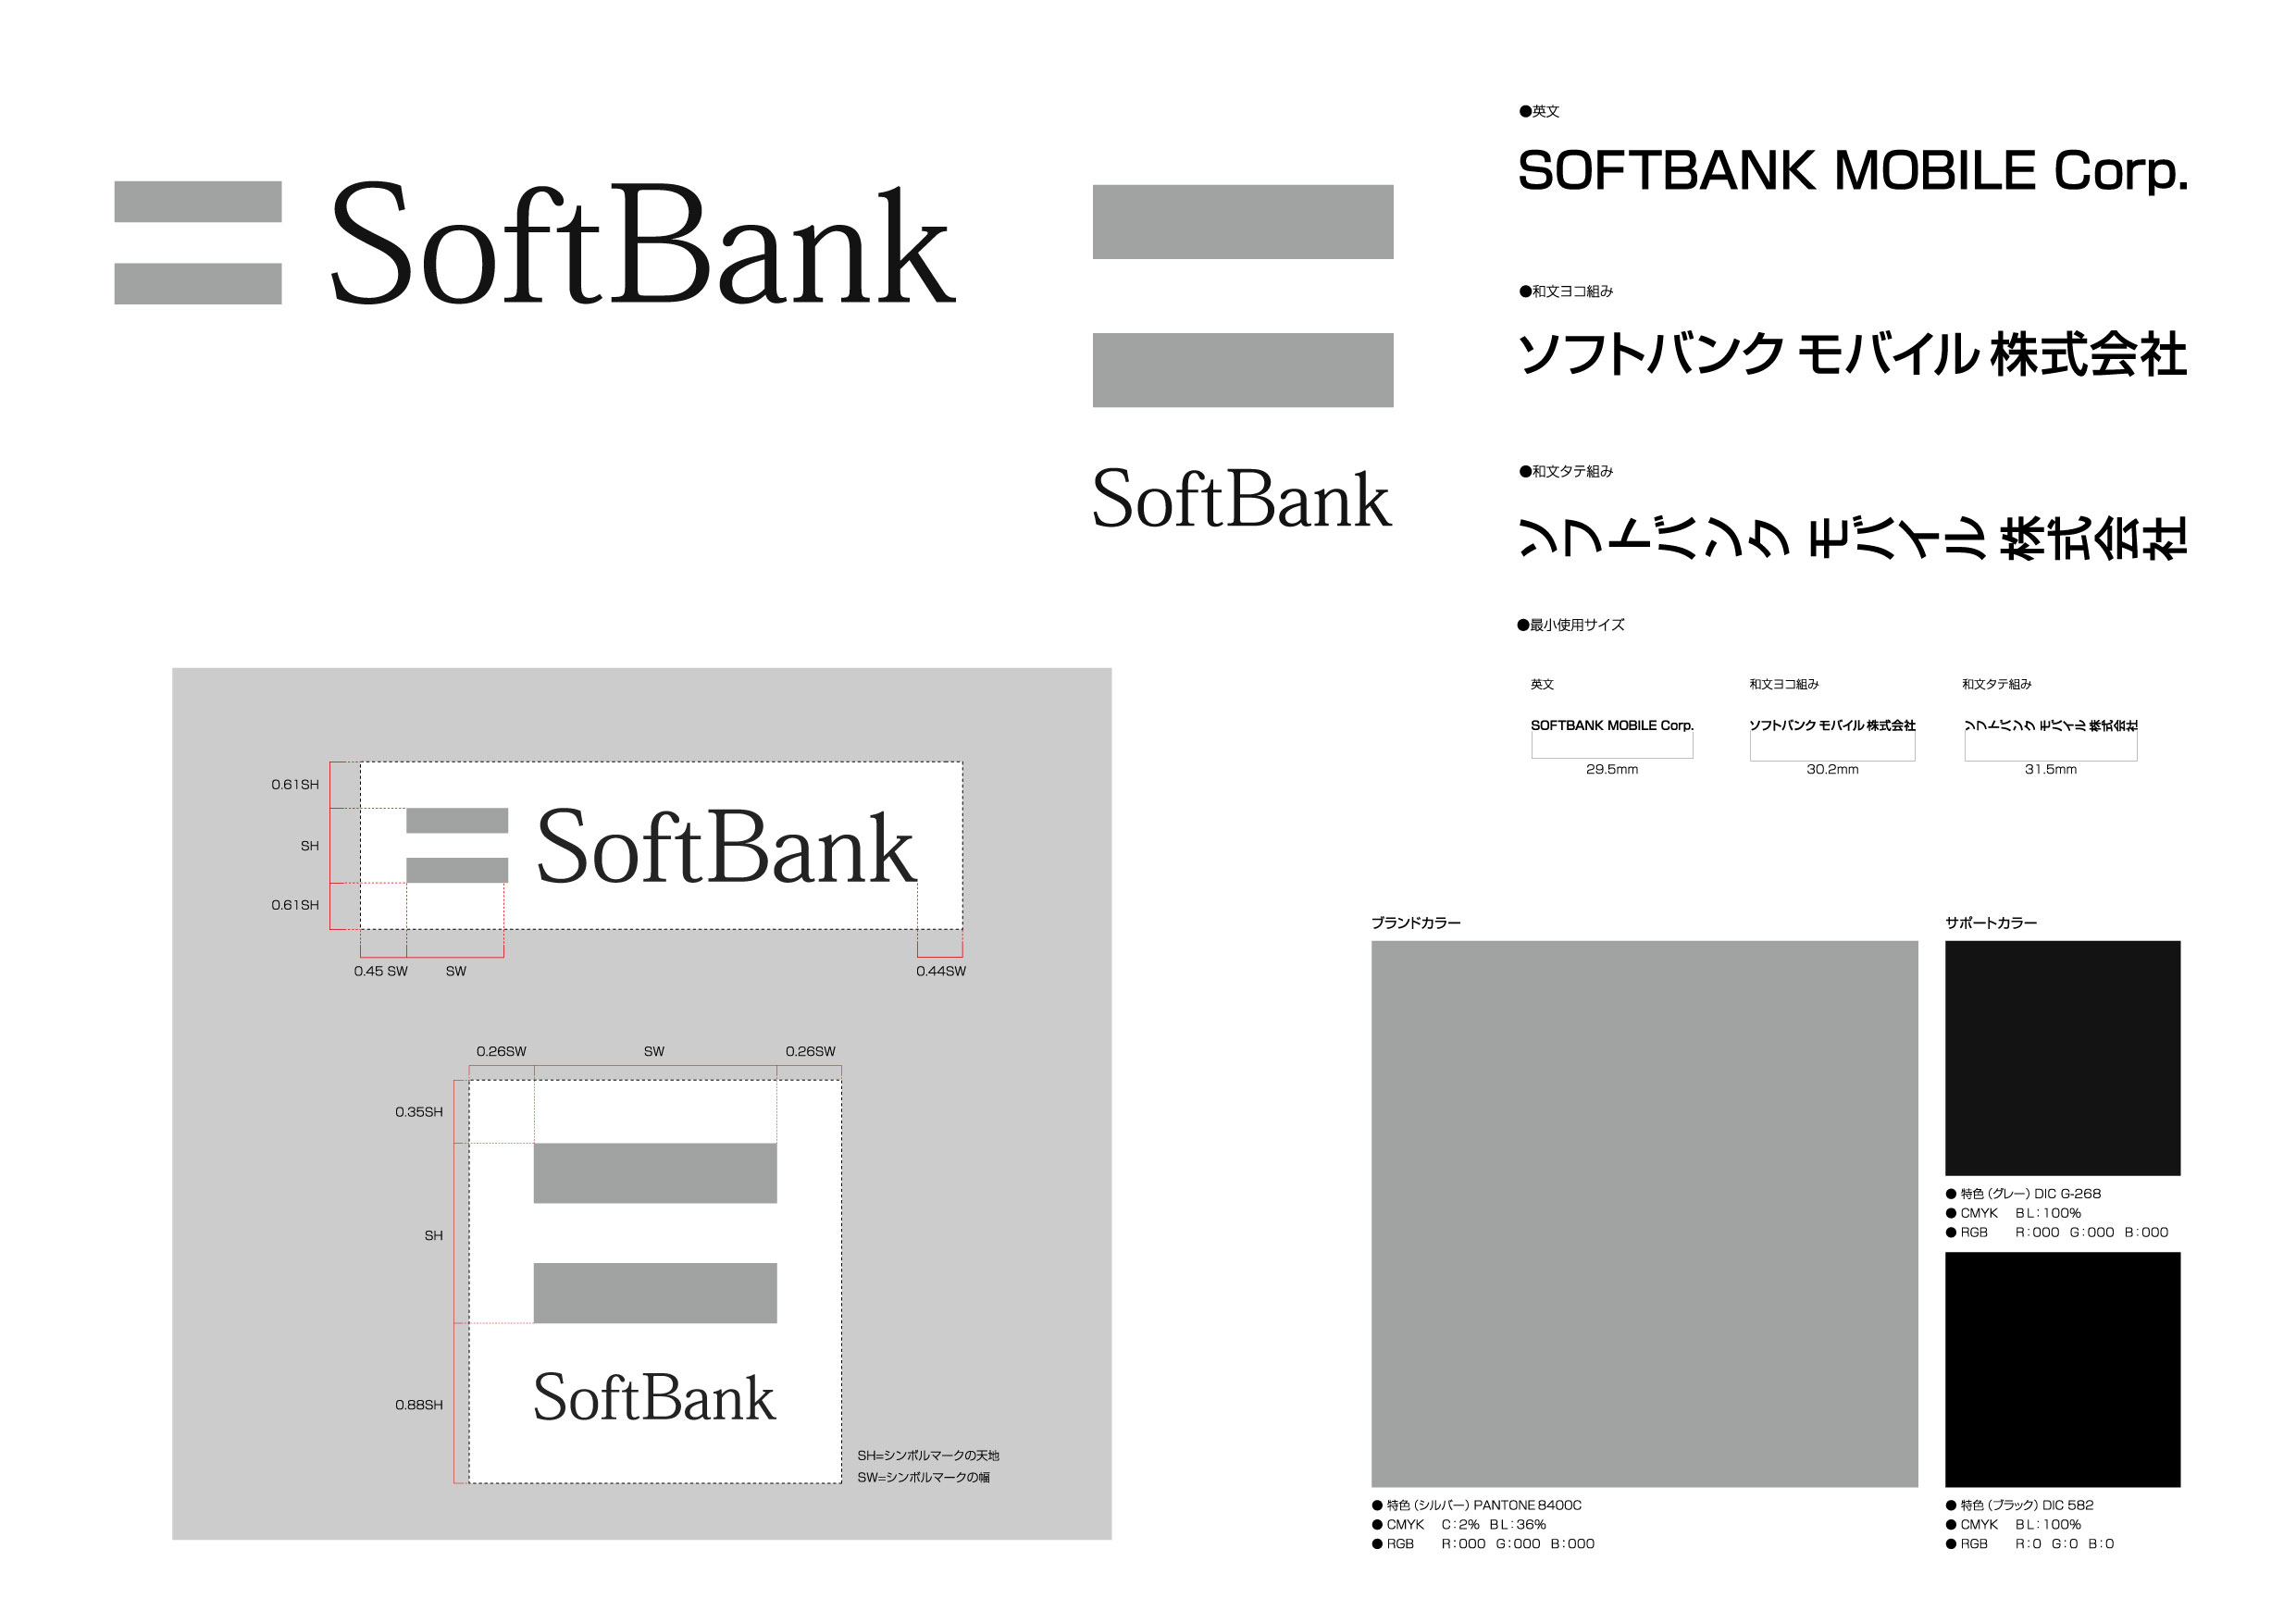 SoftBank
SoftBank
●英文
SOFTBANK MOBILE Corp.
●和文ヨコ組み
ソフトバンク モバイル 株式会社
●和文タテ組み
ソフトバンク モバイル 株式会社
●最小使用サイズ
英文
SOFTBANK MOBILE Corp.
29.5mm
和文ヨコ組み
ソフトバンク モバイル 株式会社
30.2mm
和文タテ組み
ソフトバンク モバイル 株式会社
31.5mm
0.61SH
SH
0.61SH
SoftBank
0.45 SW
SW
0.44SW
0.26SW
SW
0.26SW
0.35SH
SH
0.88SH
SoftBank
SH=シンボルマークの天地
SW=シンボルマークの幅
ブランドカラー
● 特色（シルバー）PANTONE 8400C
● CMYK C:2% BL:36%
● RGB R:000 G:000 B:000
サポートカラー
● 特色（グレー）DIC G-268
● CMYK BL:100%
● RGB R:000 G:000 B:000
● 特色（ブラック）DIC 582
● CMYK BL:100%
● RGB R:0 G:0 B:0